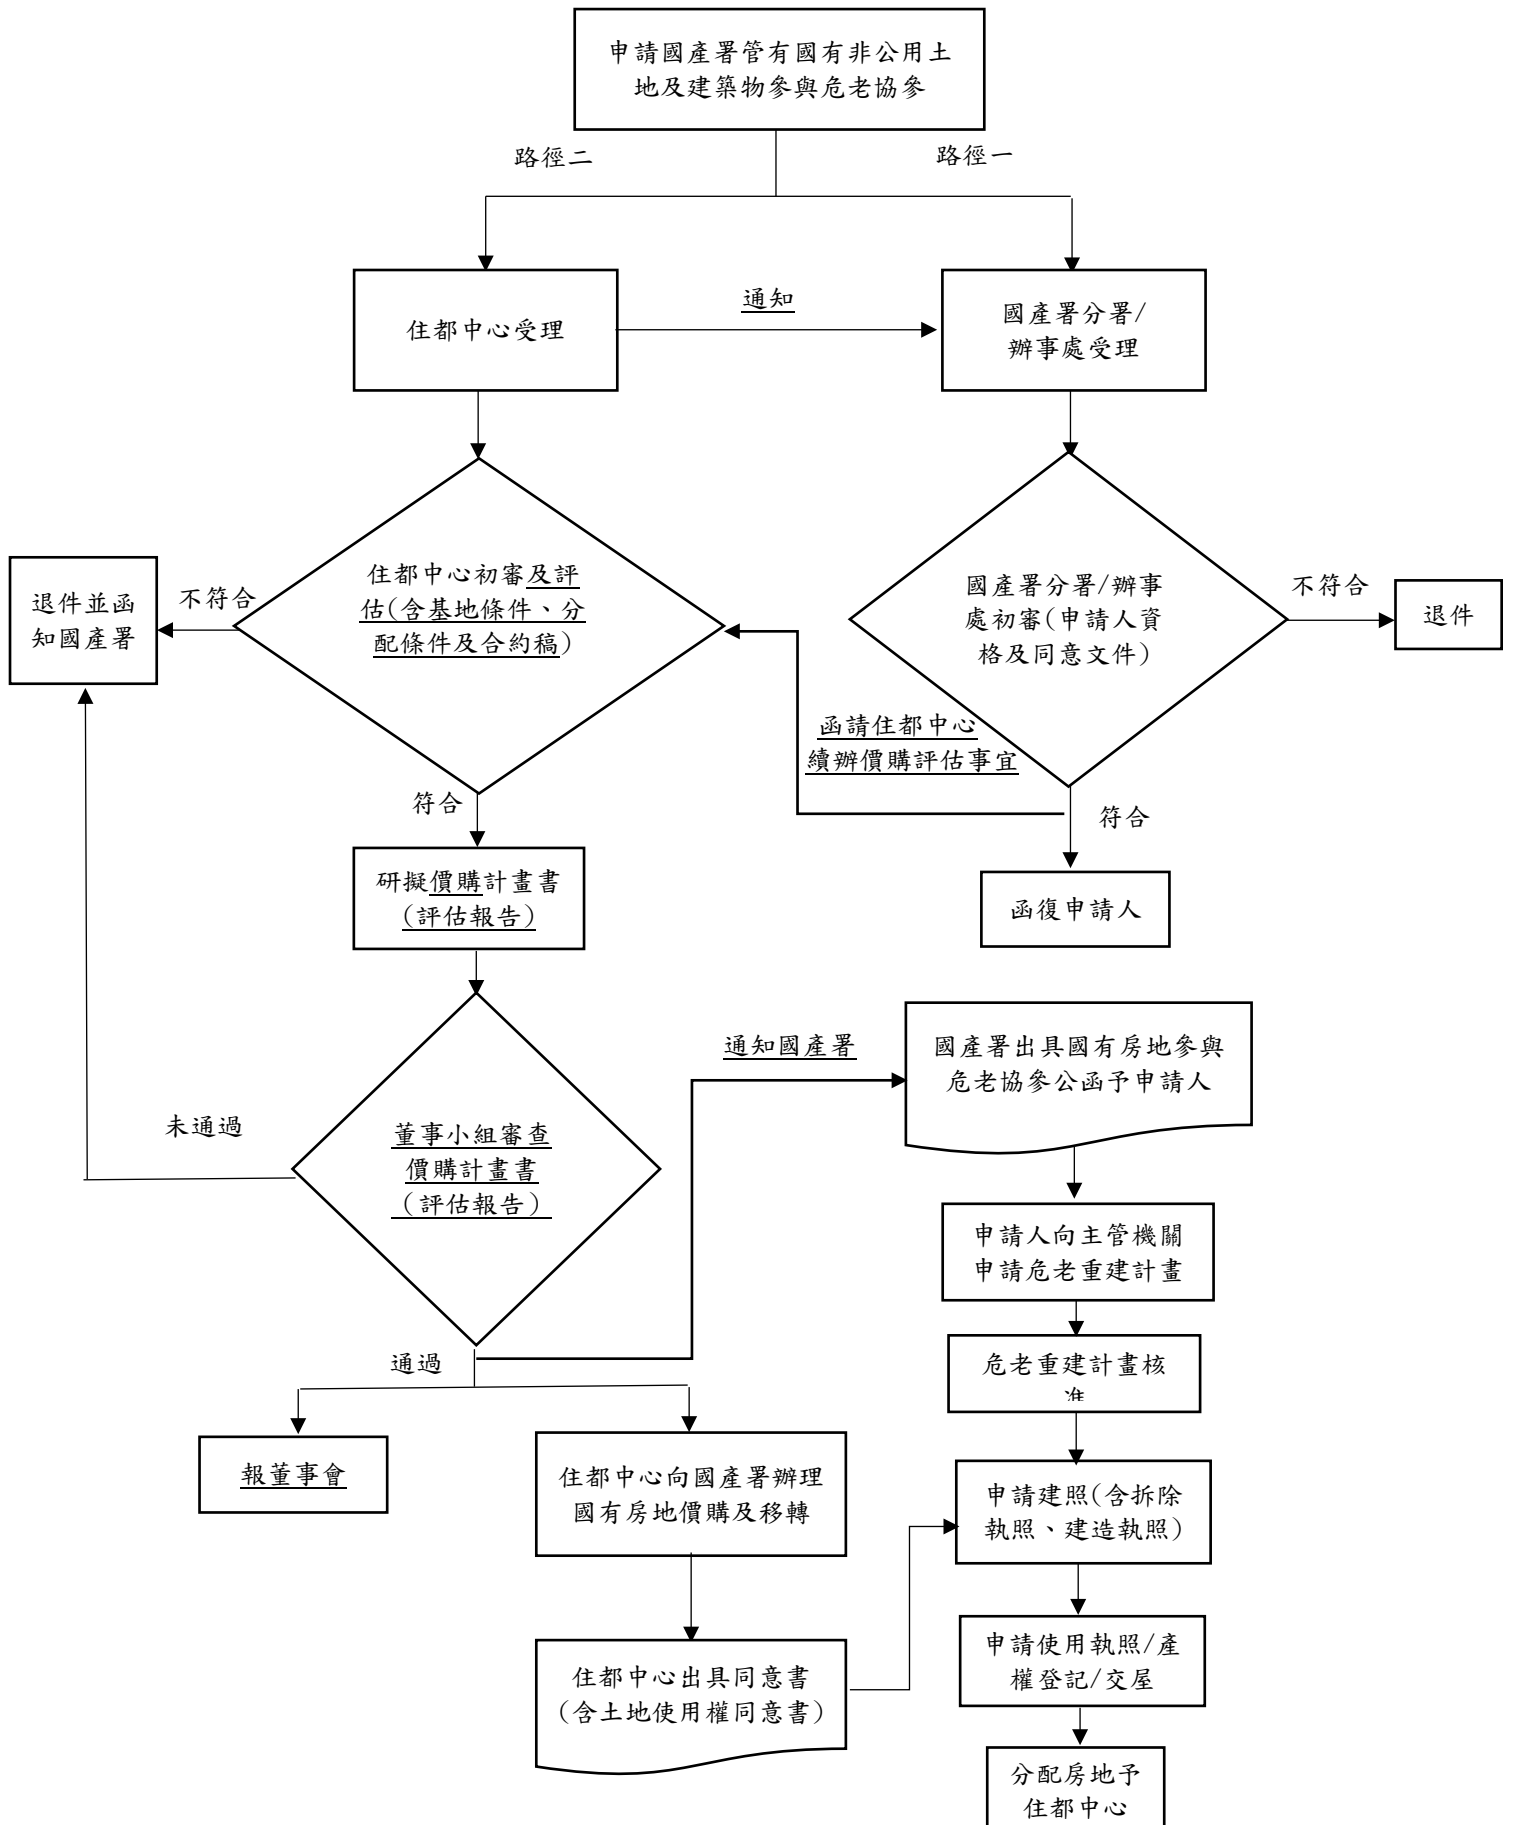 申請國產署管有國有非公用土
地及建築物參與危老協參
路徑二
路徑一
住都中心受理
通知
國產署分署/
辦事處受理
住都中心初審及評
估(含基地條件、分
配條件及合約稿)
不符合
退件並函
知國產署
國產署分署/辦事
處初審(申請人資
格及同意文件)
不符合
退件
函請住都中心
續辦價購評估事宜
符合
符合
研擬價購計畫書
(評估報告)
函復申請人
通知國產署
國產署出具國有房地參與
危老協參公函予申請人
未通過
董事小組審查
價購計畫書
(評估報告)
申請人向主管機關
申請危老重建計畫
通過
危老重建計畫核
准
報董事會
住都中心向國產署辦理
國有房地價購及移轉
申請建照(含拆除
執照、建造執照)
住都中心出具同意書
(含土地使用權同意書)
申請使用執照/產
權登記/交屋
分配房地予
住都中心